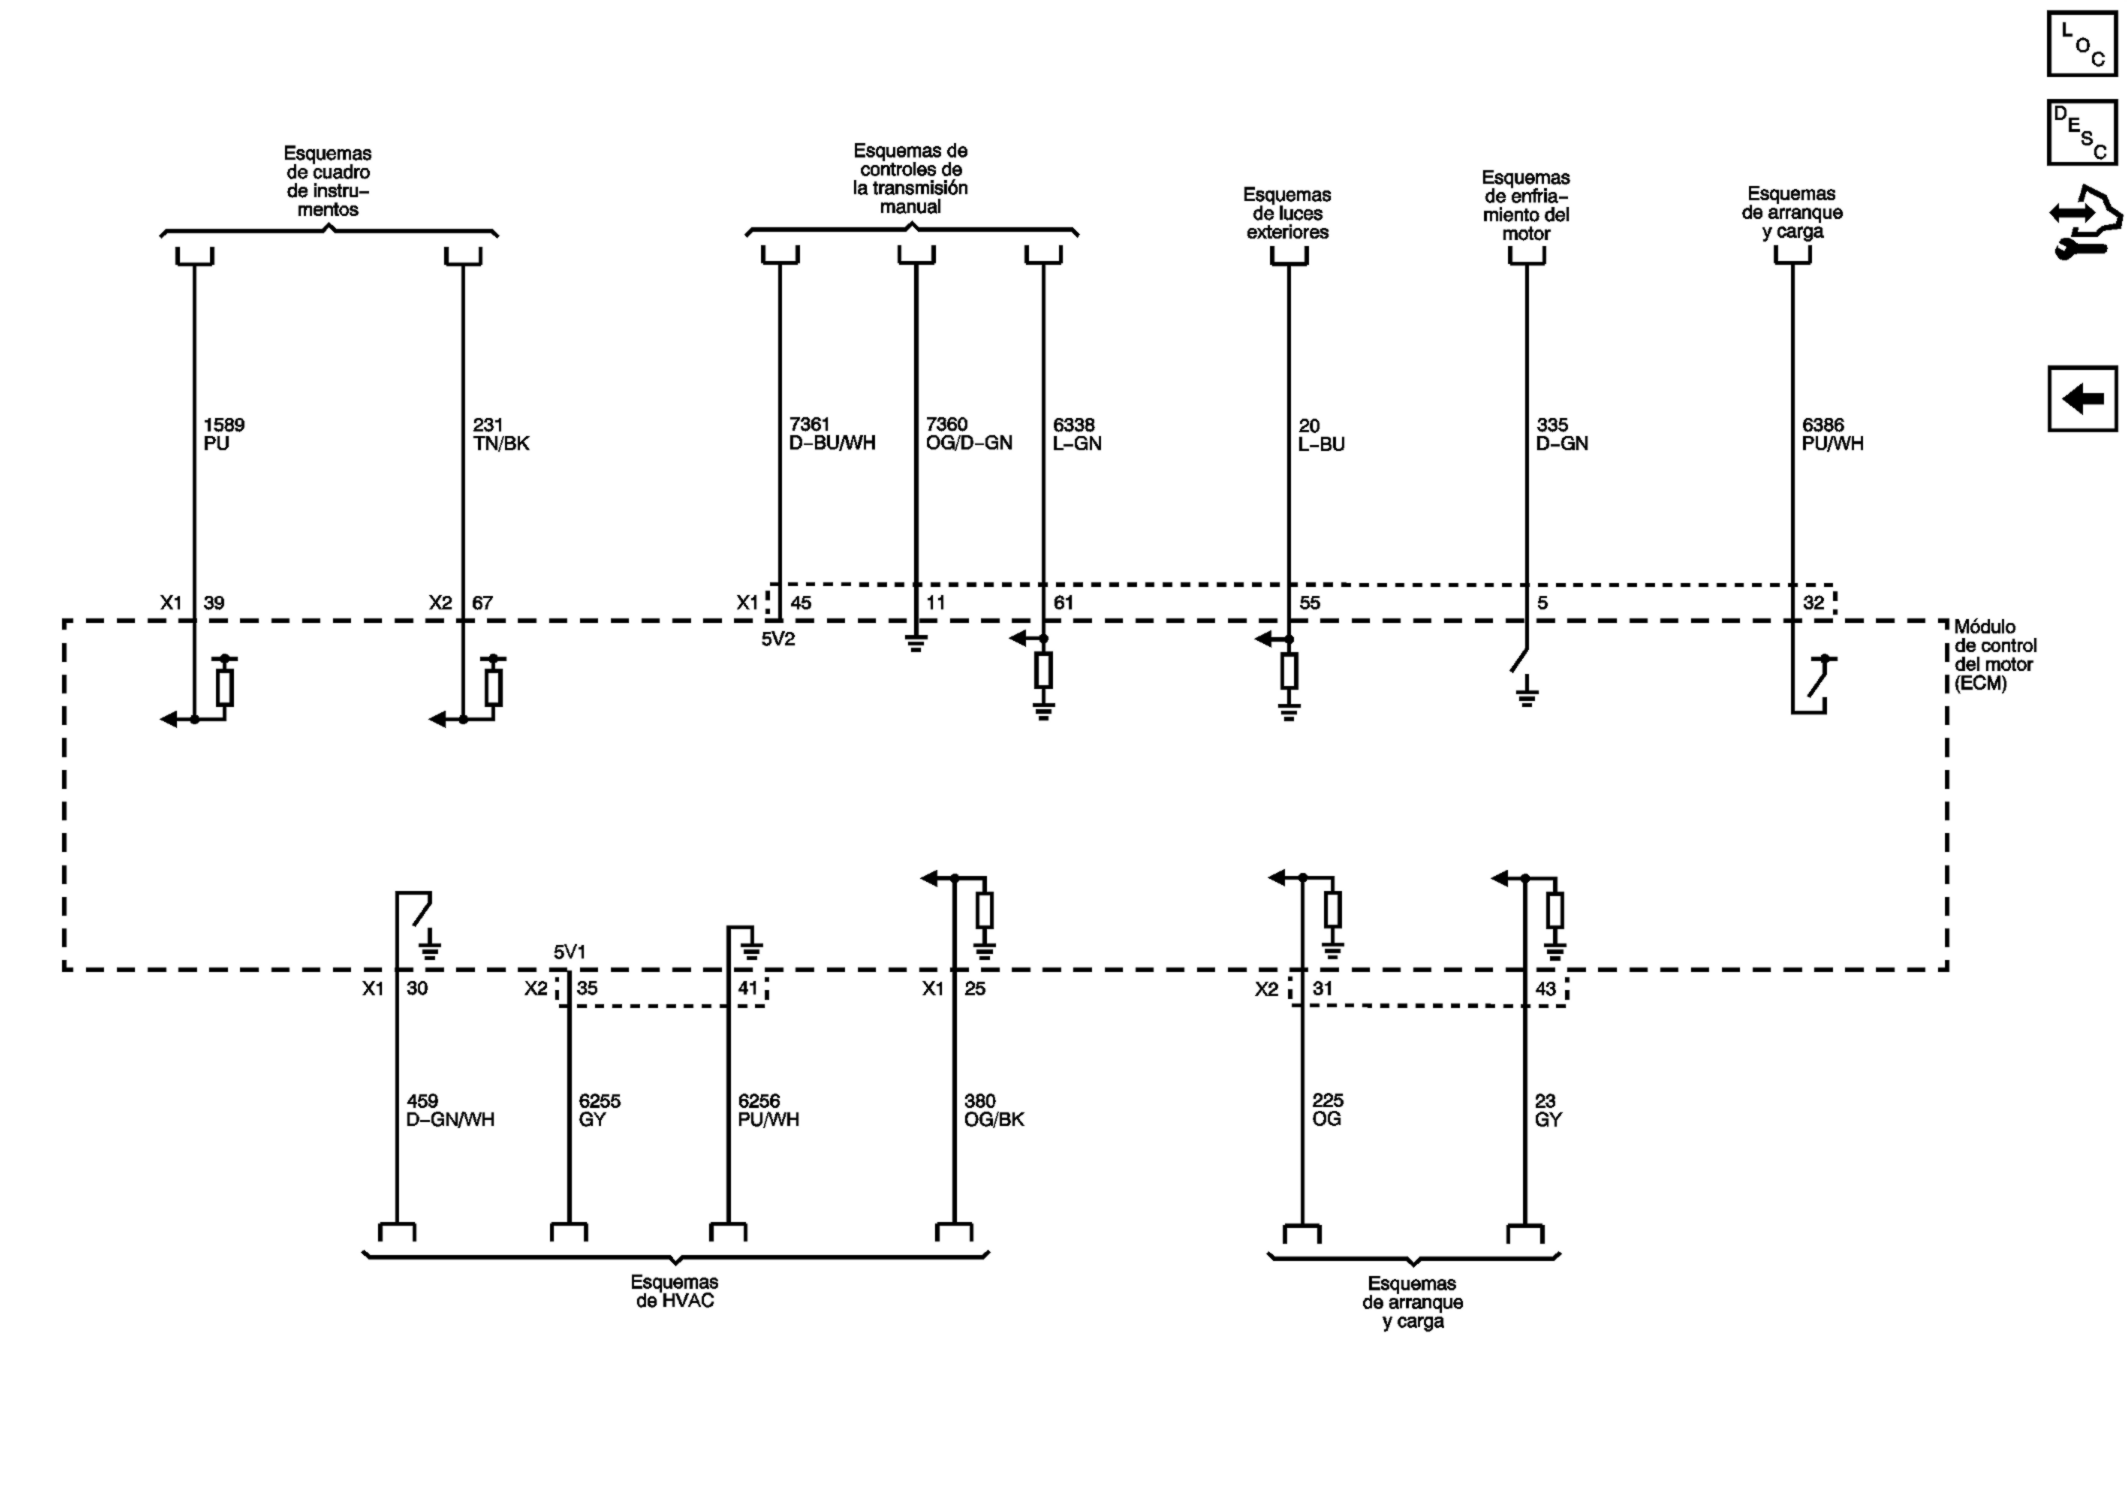 L
O
C
D
E
S
C
Esquemas
de cuadro
de instru–
mentos
Esquemas de
controles de
la transmisión
manual
Esquemas
de luces
exteriores
Esquemas
de enfria–
miento del
motor
Esquemas
de arranque
y carga
1589
PU
231
TN/BK
7361
D–BU/WH
7360
OG/D–GN
6338
L–GN
20
L–BU
335
D–GN
6386
PU/WH
X1 39
X2 67
X1 45
11
61
55
5
32
5V2
Módulo
de control
del motor
(ECM)
5V1
X1 30
X2 35
41
X1 25
X2 31
43
459
D–GN/WH
6255
GY
6256
PU/WH
380
OG/BK
225
OG
23
GY
Esquemas
de HVAC
Esquemas
de arranque
y carga